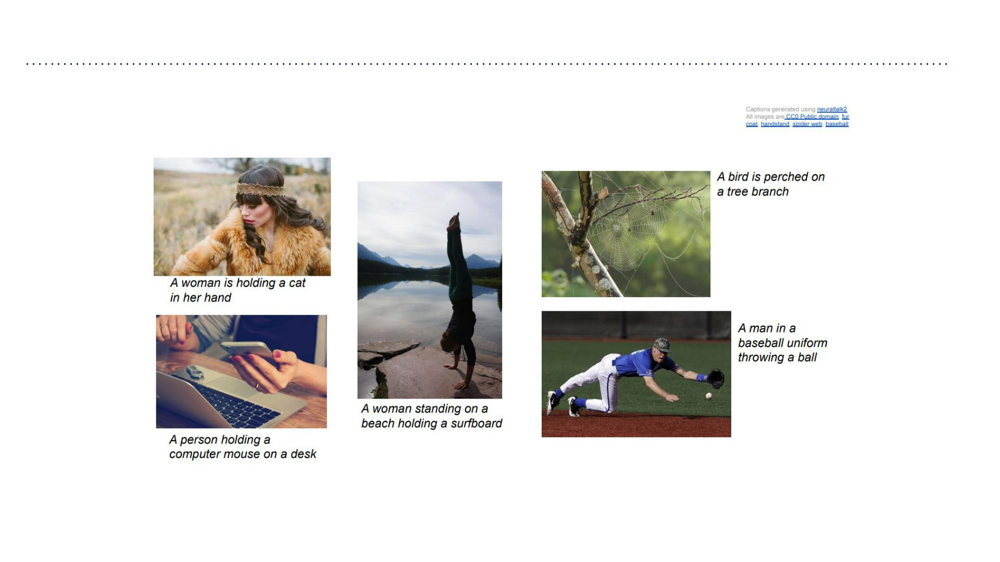 Captions generated using neuraltalk2
All images are CC0 Public domain: fur
coat, handstand, spider web, baseball
A woman is holding a cat
in her hand
A person holding a
computer mouse on a desk
A woman standing on a
beach holding a surfboard
A bird is perched on
a tree branch
A man in a
baseball uniform
throwing a ball